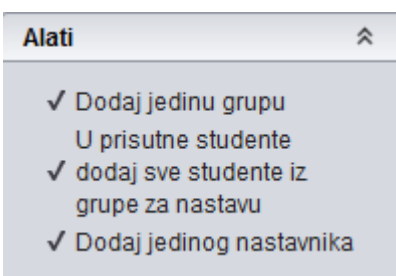 Alati
Dodaj jedinu grupu
U prisutne studente
dodaj sve studente iz
grupe za nastavu
Dodaj jedinog nastavnika